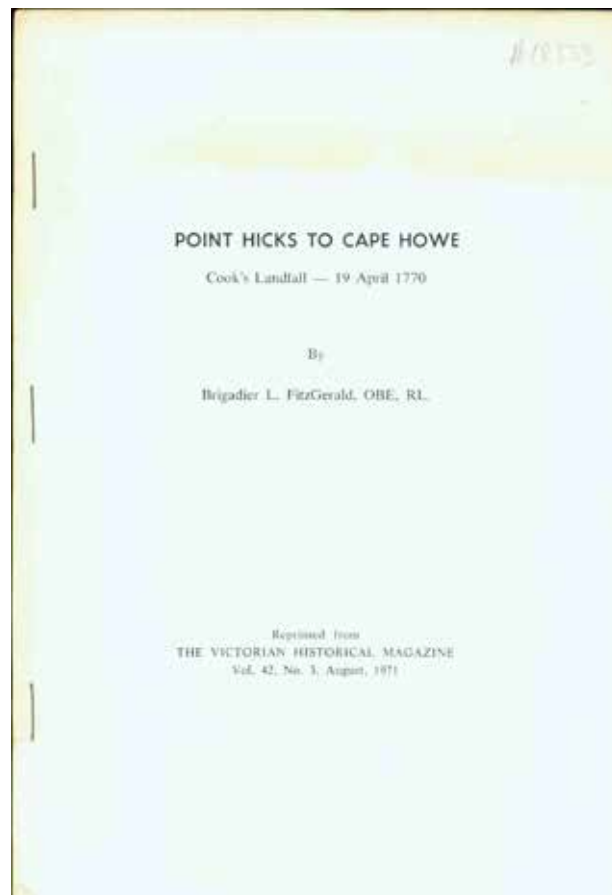 POINT HICKS TO CAPE HOWE
Cook's Landfall — 19 April 1770
By
Brigadier L. FitzGerald, OBE, RL.
Reprinted from
THE VICTORIAN HISTORICAL MAGAZINE
Vol. 42, No. 3, August, 1971